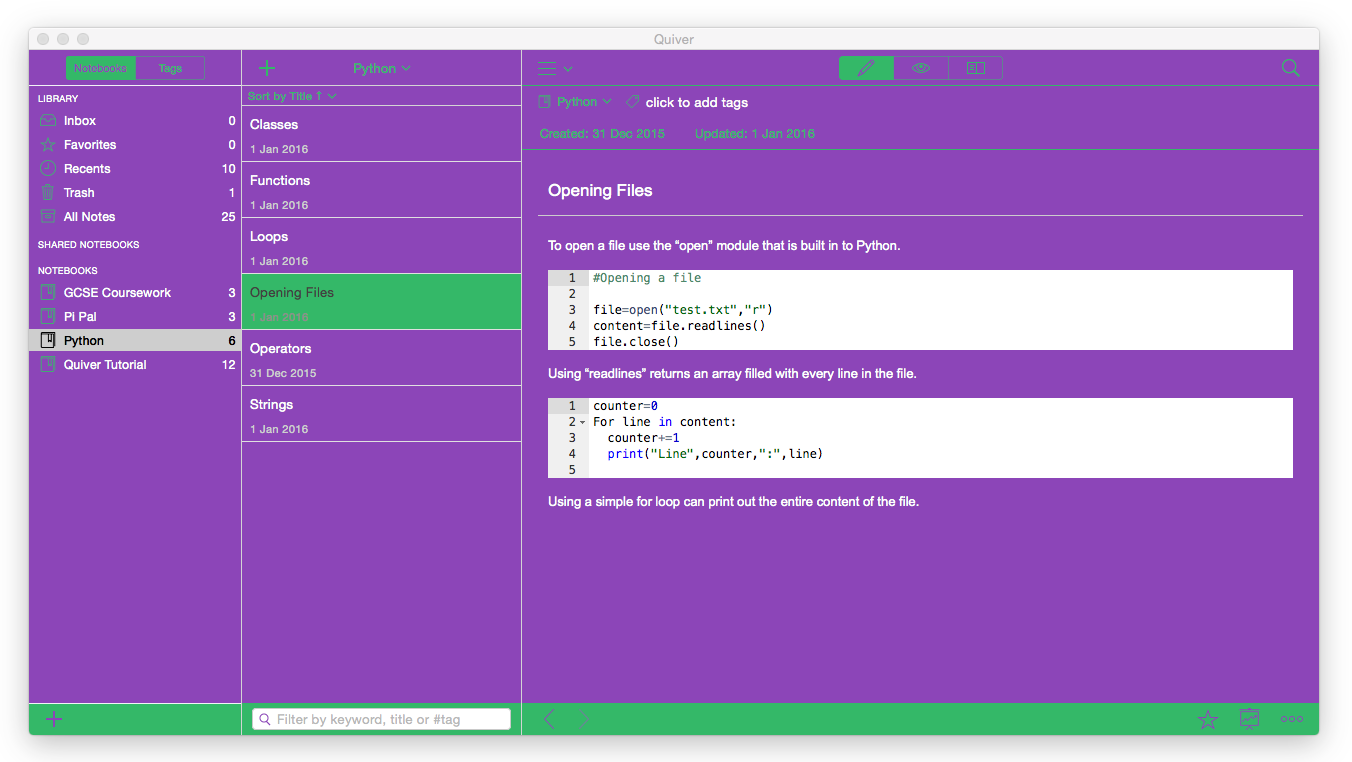 Quiver
Notebooks Tags
Python
LIBRARY
Inbox 0
Favorites 0
Recents 10
Trash 1
All Notes 25
SHARED NOTEBOOKS
NOTEBOOKS
GCSE Coursework 3
Pi Pal 3
Python 6
Quiver Tutorial 12
Sort by Title ↑
Classes
1 Jan 2016
Functions
1 Jan 2016
Loops
1 Jan 2016
Opening Files
1 Jan 2016
Operators
31 Dec 2015
Strings
1 Jan 2016
Filter by keyword, title or #tag
Python click to add tags
Created: 31 Dec 2015 Updated: 1 Jan 2016
Opening Files
To open a file use the “open” module that is built in to Python.
1 #Opening a file
2
3 file=open("test.txt","r")
4 content=file.readlines()
5 file.close()
Using “readlines” returns an array filled with every line in the file.
1 counter=0
2 For line in content:
3   counter+=1
4   print("Line",counter,":",line)
5
Using a simple for loop can print out the entire content of the file.